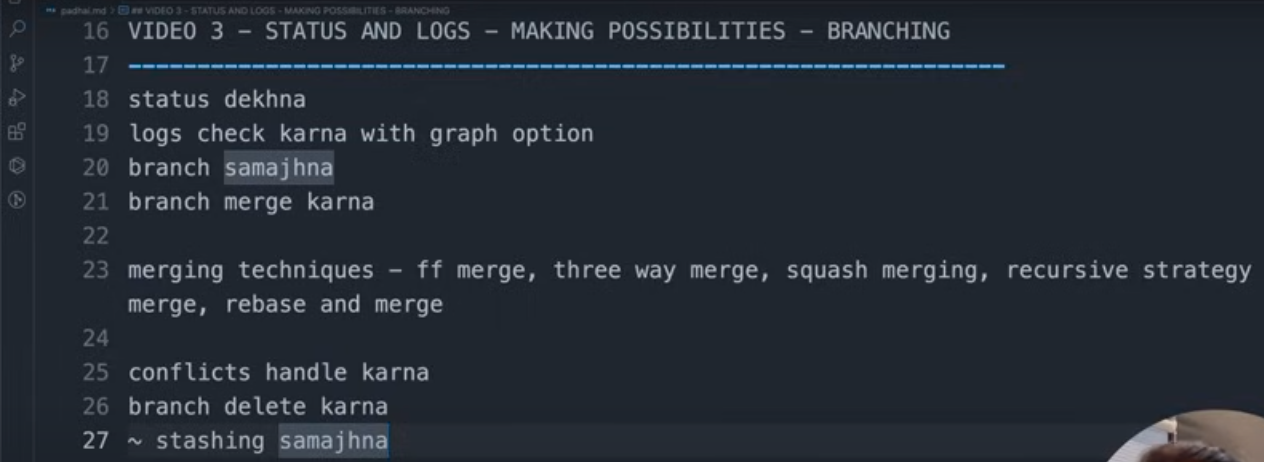 padhai.md > ## VIDEO 3 - STATUS AND LOGS - MAKING POSSIBILITIES - BRANCHING
16 VIDEO 3 – STATUS AND LOGS – MAKING POSSIBILITIES – BRANCHING
17 ----------------------------------------------------------------
18 status dekhna
19 logs check karna with graph option
20 branch samajhna
21 branch merge karna
22
23 merging techniques – ff merge, three way merge, squash merging, recursive strategy
merge, rebase and merge
24
25 conflicts handle karna
26 branch delete karna
27 ~ stashing samajhna